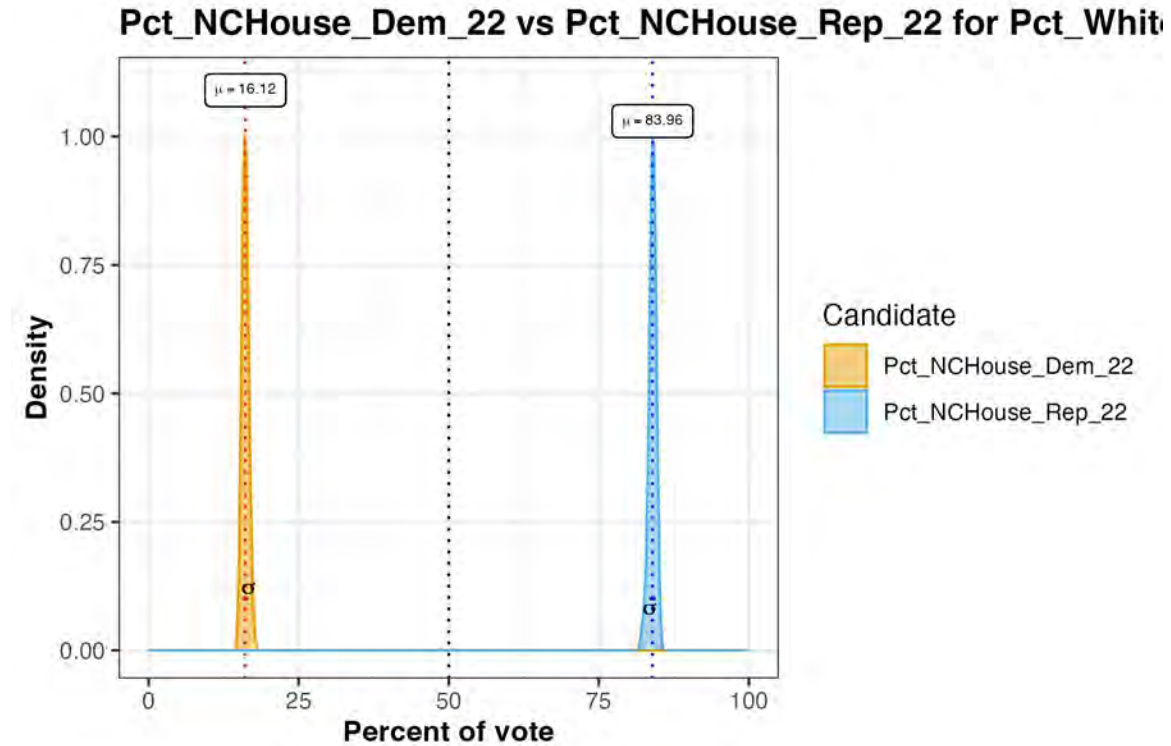 Pct_NCHouse_Dem_22 vs Pct_NCHouse_Rep_22 for Pct_White
μ = 16.12
μ = 83.96
1.00
0.75
0.50
0.25
0.00
σ
σ
0
25
50
75
100
Density
Percent of vote
Candidate
Pct_NCHouse_Dem_22
Pct_NCHouse_Rep_22